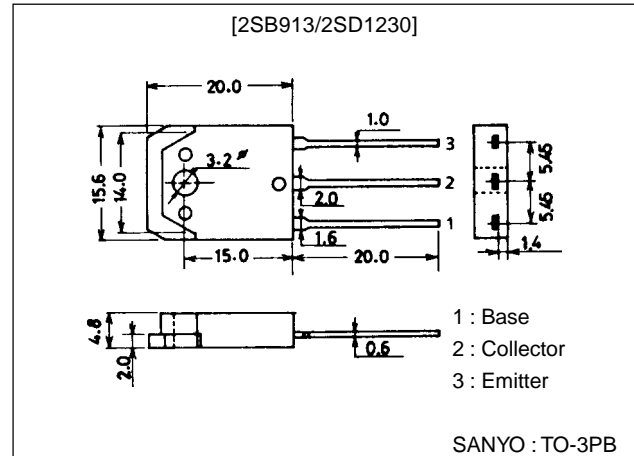 [2SB913/2SD1230]
20.0
1.0
3
3.2 ø
5.45
15.6
14.0
2
2.0
5.45
1
1.6
1.4
15.0
20.0
4.8
2.0
0.6
1 : Base
2 : Collector
3 : Emitter
SANYO : TO-3PB